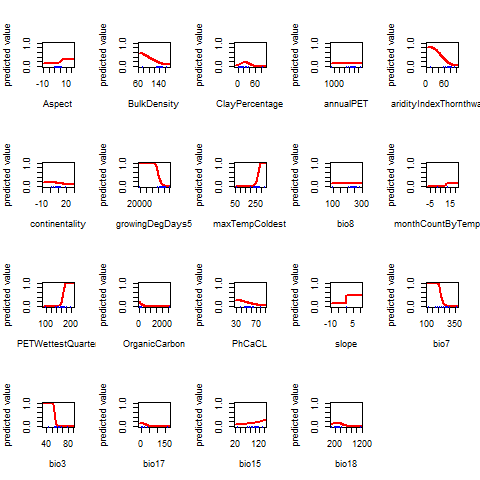 predicted value 0.0 1.0
-10 20
Aspect
predicted value 0.0 1.0
60 140
BulkDensity
predicted value 0.0 1.0
0 60
ClayPercentage
predicted value 0.0 1.0
1000
annualPET
predicted value 0.0 1.0
0 60
aridityIndexThornthwa
predicted value 0.0 1.0
-10 20
continentality
predicted value 0.0 1.0
20000
growingDegDays5
predicted value 0.0 1.0
50 250
maxTempColdest
predicted value 0.0 1.0
100 300
bio8
predicted value 0.0 1.0
-5 15
monthCountByTemp
predicted value 0.0 1.0
100 200
PETWettestQuarte
predicted value 0.0 1.0
0 2000
OrganicCarbon
predicted value 0.0 1.0
30 70
PhCaCL
predicted value 0.0 1.0
-10 5
slope
predicted value 0.0 1.0
100 350
bio7
predicted value 0.0 1.0
40 80
bio3
predicted value 0.0 1.0
0 150
bio17
predicted value 0.0 1.0
20 120
bio15
predicted value 0.0 1.0
200 1200
bio18